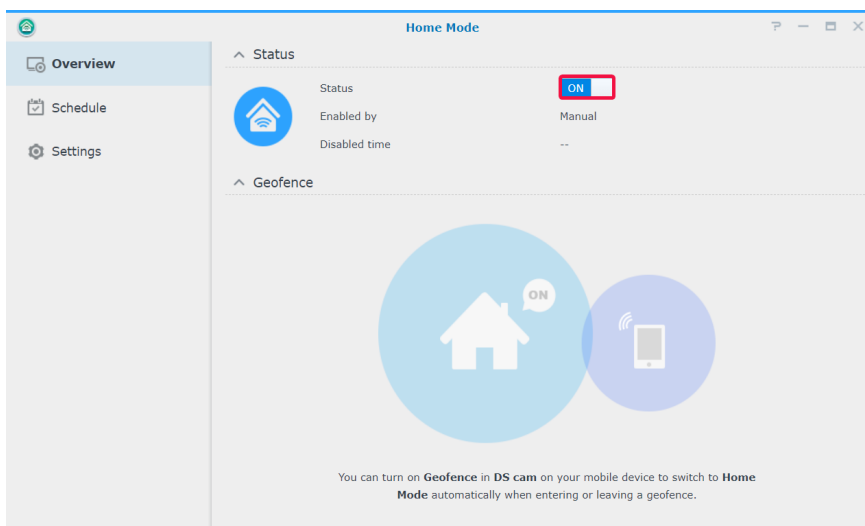 Home Mode
Overview
Schedule
Settings
Status
Status
ON
Enabled by
Manual
Disabled time
--
Geofence
ON
You can turn on Geofence in DS cam on your mobile device to switch to Home
Mode automatically when entering or leaving a geofence.